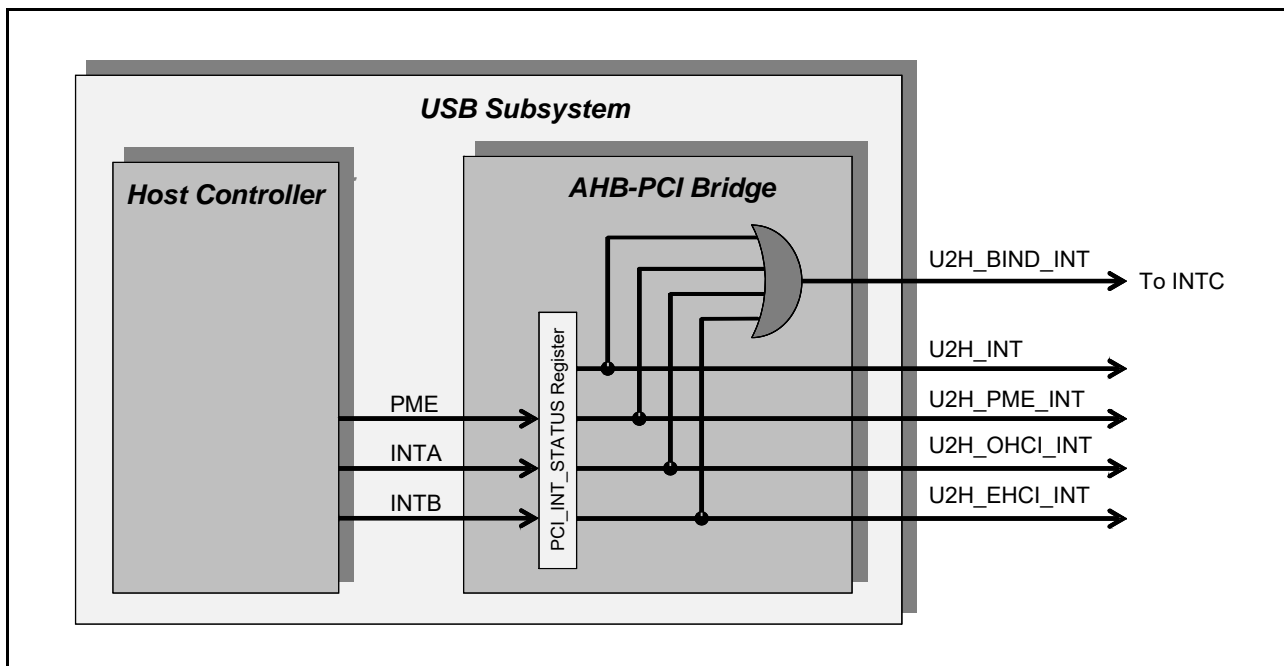 USB Subsystem
Host Controller
AHB-PCI Bridge
U2H_BIND_INT
To INTC
PCI_INT_STATUS Register
U2H_INT
PME
U2H_PME_INT
INTA
U2H_OHCI_INT
INTB
U2H_EHCI_INT